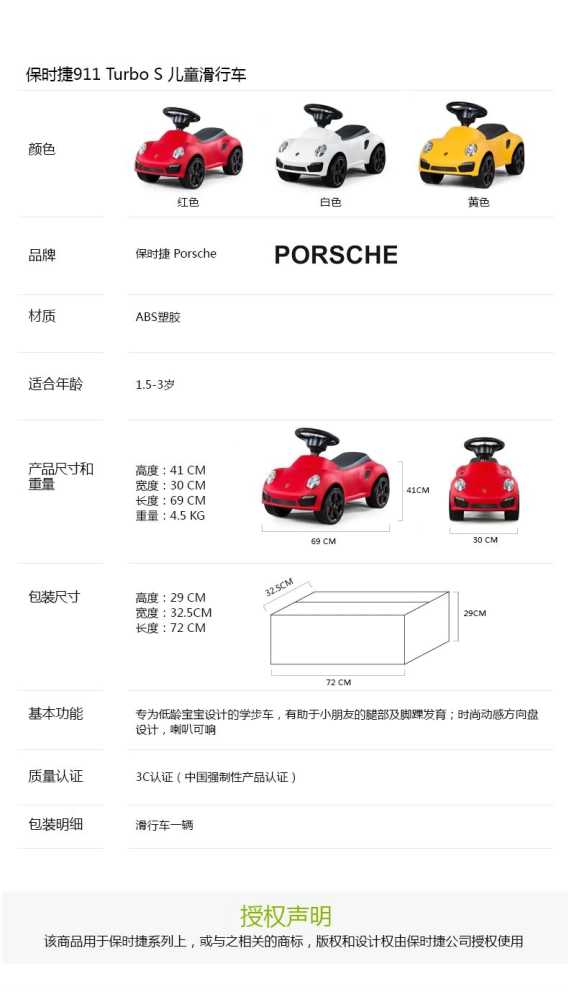 保时捷911 Turbo S 儿童滑行车
颜色
红色
白色
黄色
品牌
保时捷 Porsche
PORSCHE
材质
ABS塑胶
适合年龄
1.5-3岁
产品尺寸和
重量
高度：41 CM
宽度：30 CM
长度：69 CM
重量：4.5 KG
41CM
69 CM
30 CM
包装尺寸
高度：29 CM
宽度：32.5CM
长度：72 CM
32.5CM
29CM
72 CM
基本功能
专为低龄宝宝设计的学步车，有助于小朋友的腿部及脚踝发育；时尚动感方向盘
设计，喇叭可响
质量认证
3C认证（中国强制性产品认证）
包装明细
滑行车一辆
授权声明
该商品用于保时捷系列上，或与之相关的商标，版权和设计权由保时捷公司授权使用